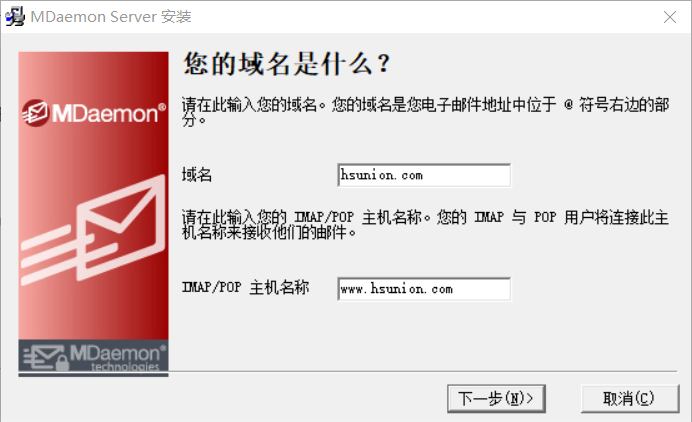 MDaemon Server 安装
您的域名是什么？
请在此输入您的域名。您的域名是您电子邮件地址中位于 @ 符号右边的部
分。
MDaemon®
域名
hsunion.com
请在此输入您的 IMAP/POP 主机名称。您的 IMAP 与 POP 用户将连接此主
机名称来接收他们的邮件。
IMAP/POP 主机名称
www.hsunion.com
MDaemon®
technologies
下一步(N)>
取消(C)